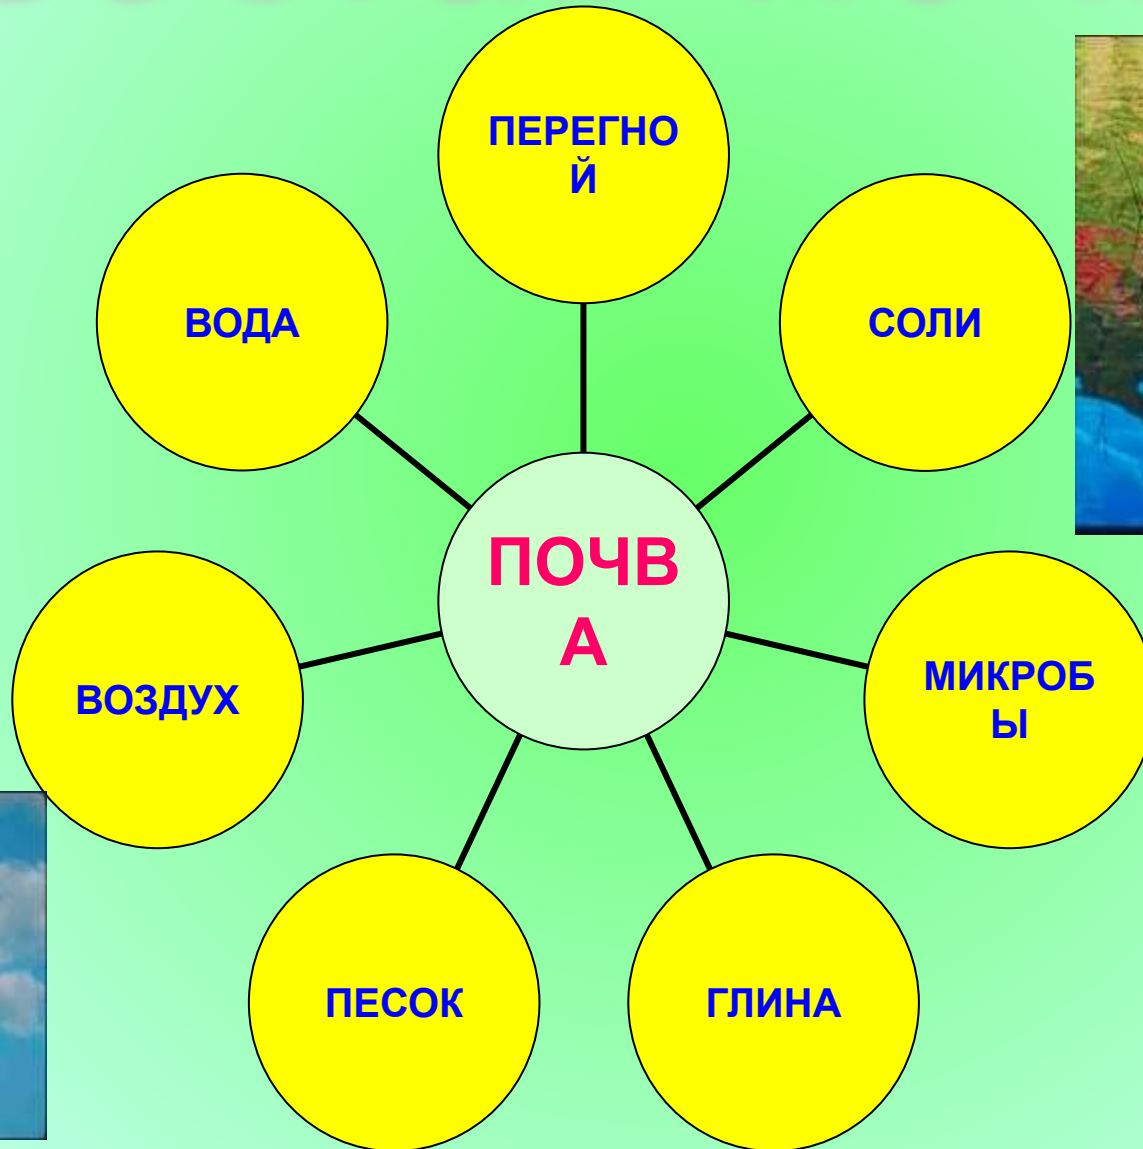 ПЕРЕГНО
Й
ВОДА
СОЛИ
ПОЧВ
А
ВОЗДУХ
МИКРОБ
Ы
ПЕСОК
ГЛИНА